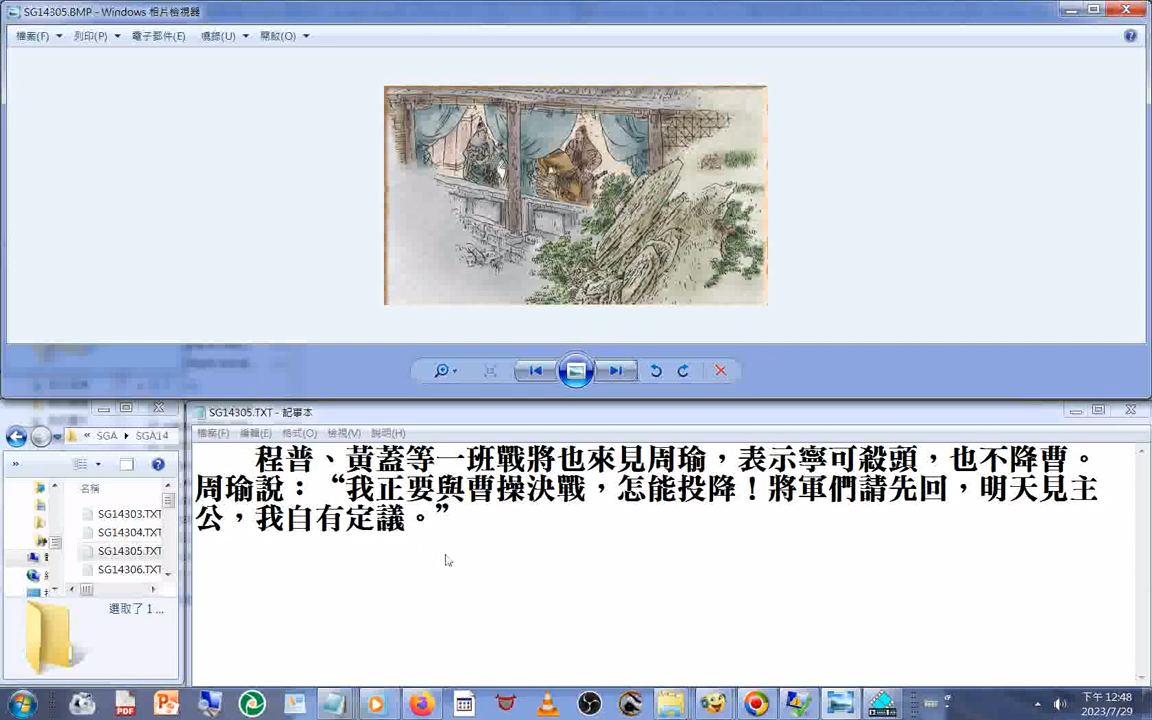 SG14305.BMP - Windows 相片檢視器
檔案(F) 列印(P) 電子郵件(E) 燒錄(U) 開啟(O)
SG14305.TXT - 記事本
檔案(F) 編輯(E) 格式(O) 檢視(V) 說明(H)
程普、黃蓋等一班戰將也來見周瑜，表示寧可殺頭，也不降曹。
周瑜說：“我正要與曹操決戰，怎能投降！將軍們請先回，明天見主
公，我自有定議。”
« SGA ▸ SGA14
»
名稱
SG14303.TXT
SG14304.TXT
SG14305.TXT
SG14306.TXT
選取了 1 ...
下午 12:48
2023/7/29